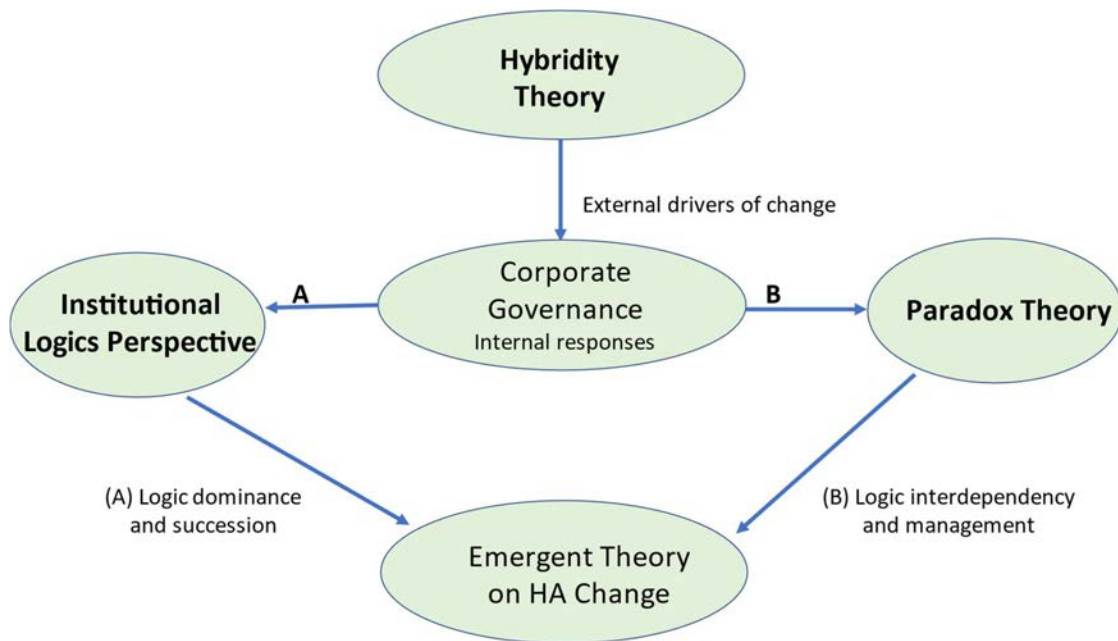 Hybridity
Theory
External drivers of change
Institutional
Logics Perspective
A
Corporate
Governance
Internal responses
B
Paradox Theory
(A) Logic dominance
and succession
(B) Logic interdependency
and management
Emergent Theory
on HA Change